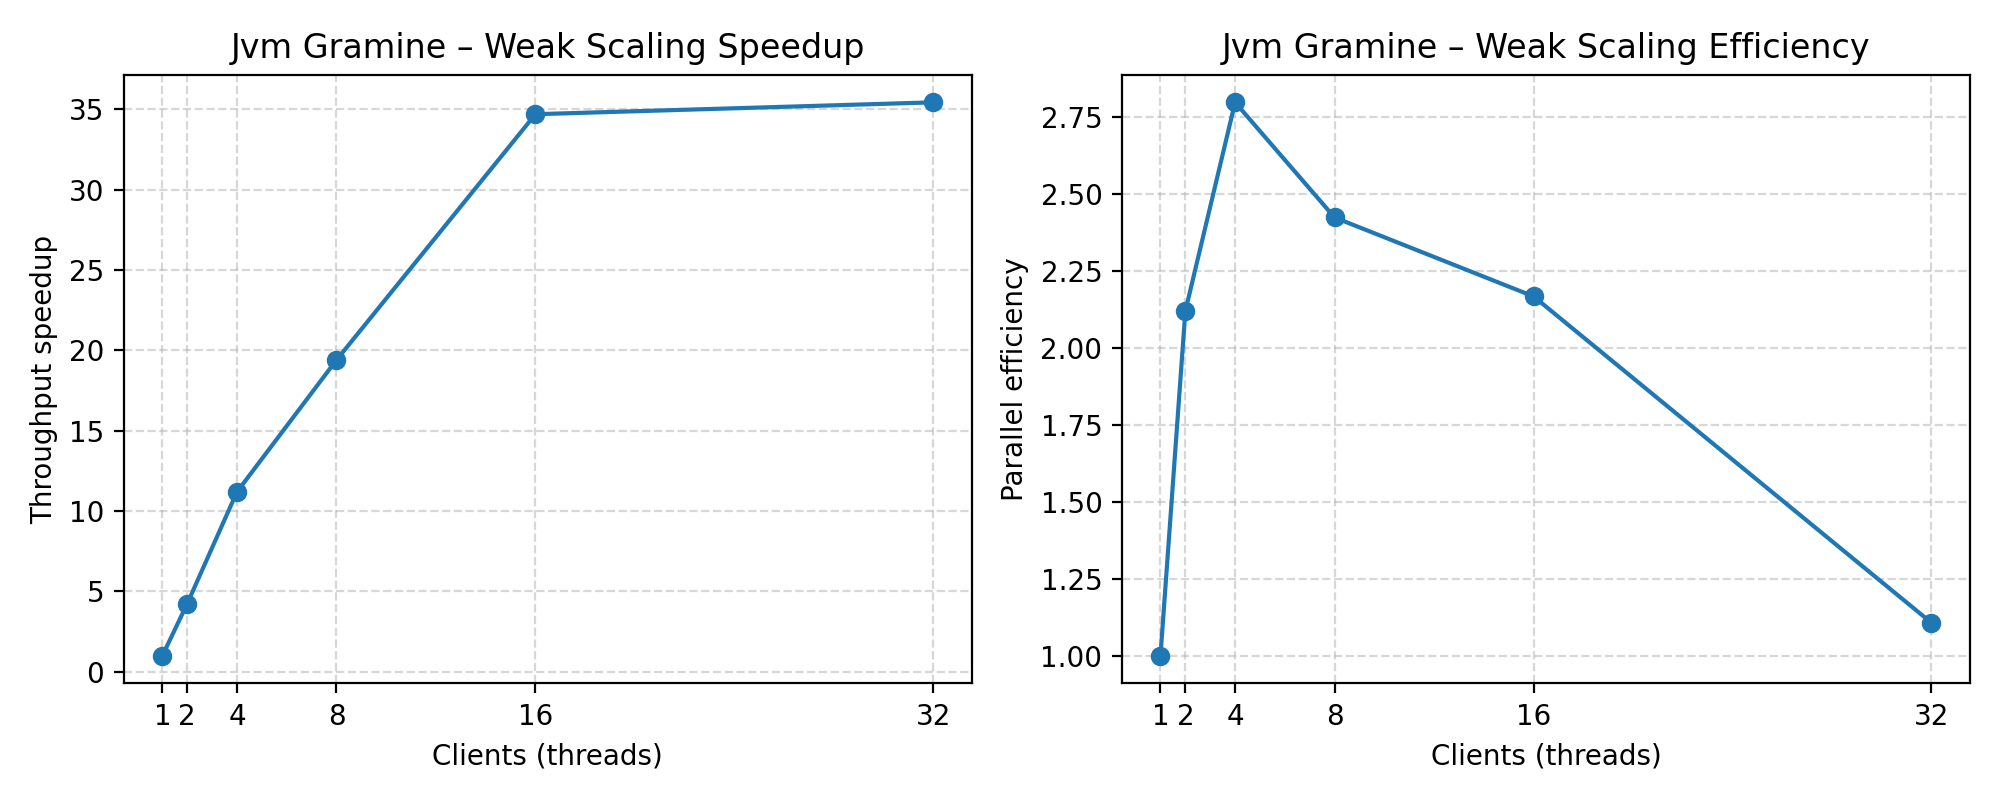 Jvm Gramine – Weak Scaling Speedup
Throughput speedup
35
30
25
20
15
10
5
0
1 2 4 8 16 32
Clients (threads)
Jvm Gramine – Weak Scaling Efficiency
Parallel efficiency
2.75
2.50
2.25
2.00
1.75
1.50
1.25
1.00
1 2 4 8 16 32
Clients (threads)